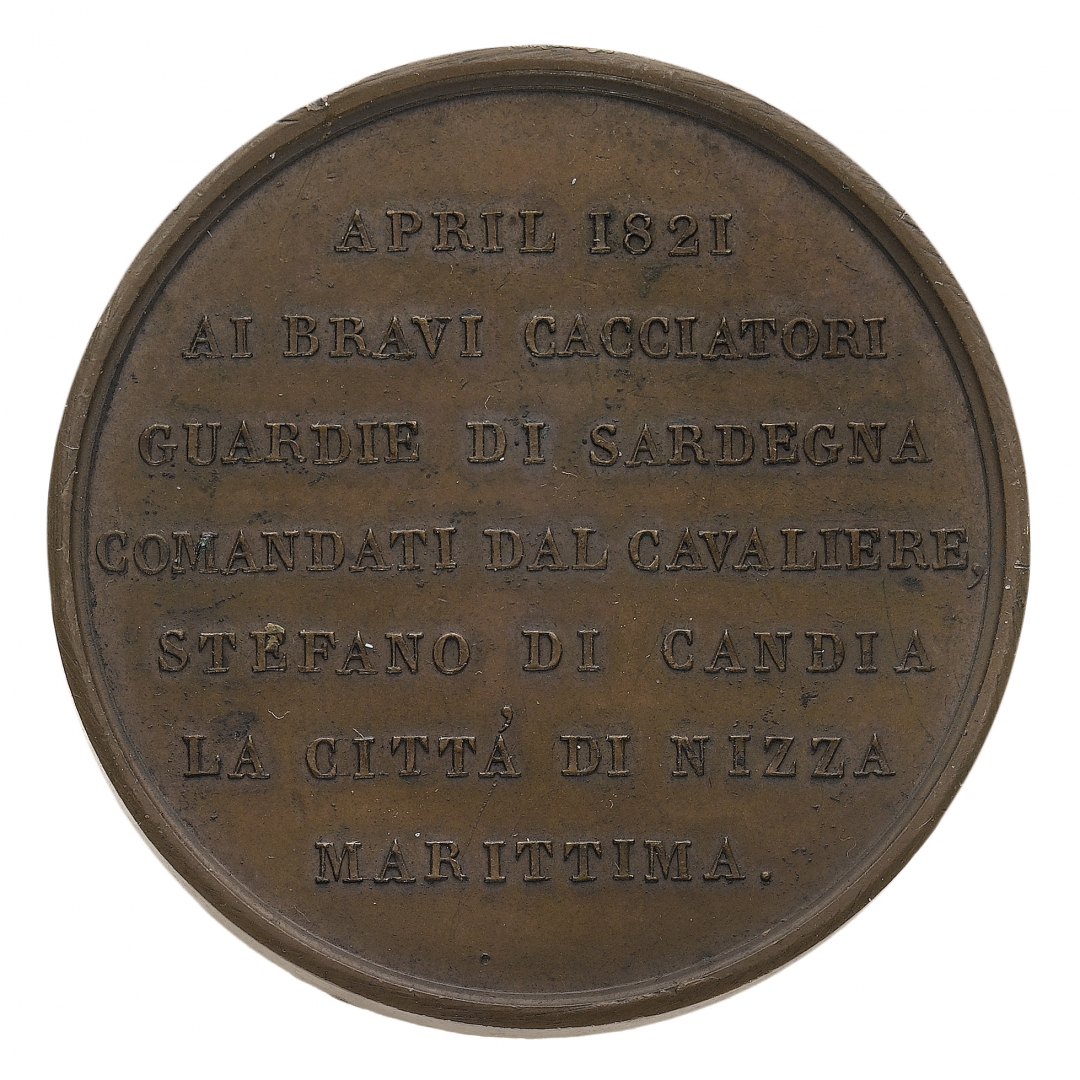 APRIL 1821
AI BRAVI CACCIATORI
GUARDIE DI SARDEGNA
COMANDATI DAL CAVALIERE,
STEFANO DI CANDIA
LA CITTÁ DI NIZZA
MARITTIMA.